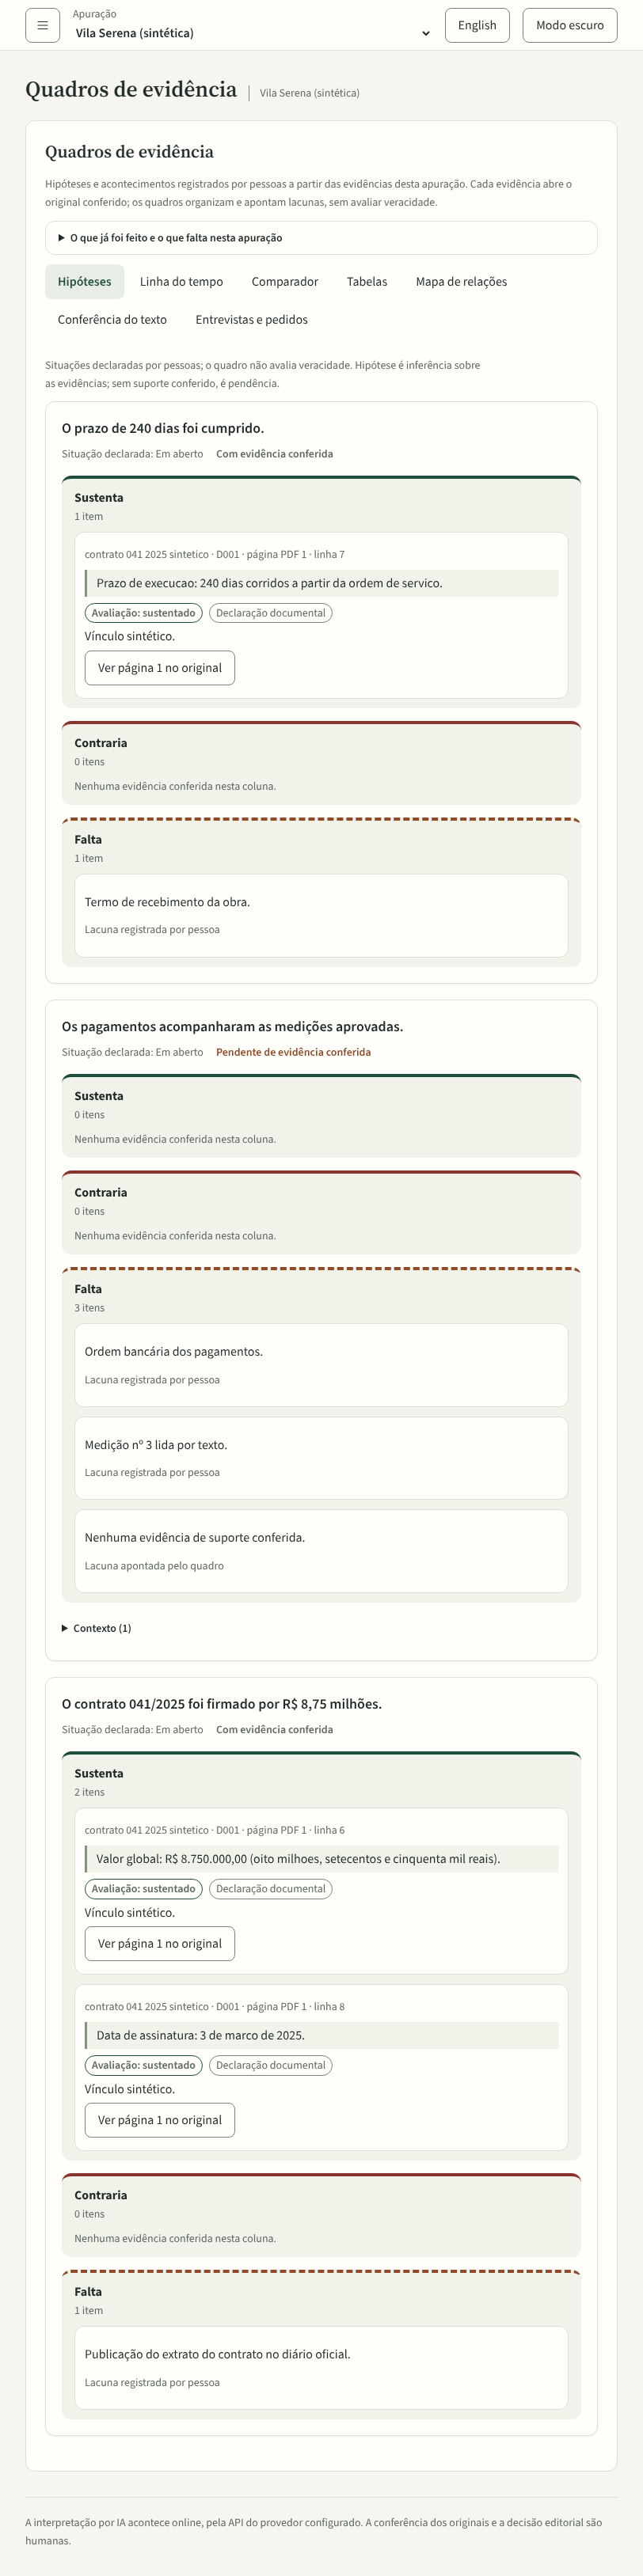 Apuração
Vila Serena (sintética)
English
Modo escuro
Quadros de evidência
Vila Serena (sintética)
Quadros de evidência
Hipóteses e acontecimentos registrados por pessoas a partir das evidências desta apuração. Cada evidência abre o
original conferido; os quadros organizam e apontam lacunas, sem avaliar veracidade.
O que já foi feito e o que falta nesta apuração
Hipóteses
Linha do tempo
Comparador
Tabelas
Mapa de relações
Conferência do texto
Entrevistas e pedidos
Situações declaradas por pessoas; o quadro não avalia veracidade. Hipótese é inferência sobre
as evidências; sem suporte conferido, é pendência.
O prazo de 240 dias foi cumprido.
Situação declarada: Em aberto Com evidência conferida
Sustenta
1 item
contrato 041 2025 sintetico · D001 · página PDF 1 · linha 7
Prazo de execucao: 240 dias corridos a partir da ordem de servico.
Avaliação: sustentado Declaração documental
Vínculo sintético.
Ver página 1 no original
Contraria
0 itens
Nenhuma evidência conferida nesta coluna.
Falta
1 item
Termo de recebimento da obra.
Lacuna registrada por pessoa
Os pagamentos acompanharam as medições aprovadas.
Situação declarada: Em aberto Pendente de evidência conferida
Sustenta
0 itens
Nenhuma evidência conferida nesta coluna.
Contraria
0 itens
Nenhuma evidência conferida nesta coluna.
Falta
3 itens
Ordem bancária dos pagamentos.
Lacuna registrada por pessoa
Medição nº 3 lida por texto.
Lacuna registrada por pessoa
Nenhuma evidência de suporte conferida.
Lacuna apontada pelo quadro
Contexto (1)
O contrato 041/2025 foi firmado por R$ 8,75 milhões.
Situação declarada: Em aberto Com evidência conferida
Sustenta
2 itens
contrato 041 2025 sintetico · D001 · página PDF 1 · linha 6
Valor global: R$ 8.750.000,00 (oito milhoes, setecentos e cinquenta mil reais).
Avaliação: sustentado Declaração documental
Vínculo sintético.
Ver página 1 no original
contrato 041 2025 sintetico · D001 · página PDF 1 · linha 8
Data de assinatura: 3 de marco de 2025.
Avaliação: sustentado Declaração documental
Vínculo sintético.
Ver página 1 no original
Contraria
0 itens
Nenhuma evidência conferida nesta coluna.
Falta
1 item
Publicação do extrato do contrato no diário oficial.
Lacuna registrada por pessoa
A interpretação por IA acontece online, pela API do provedor configurado. A conferência dos originais e a decisão editorial são
humanas.